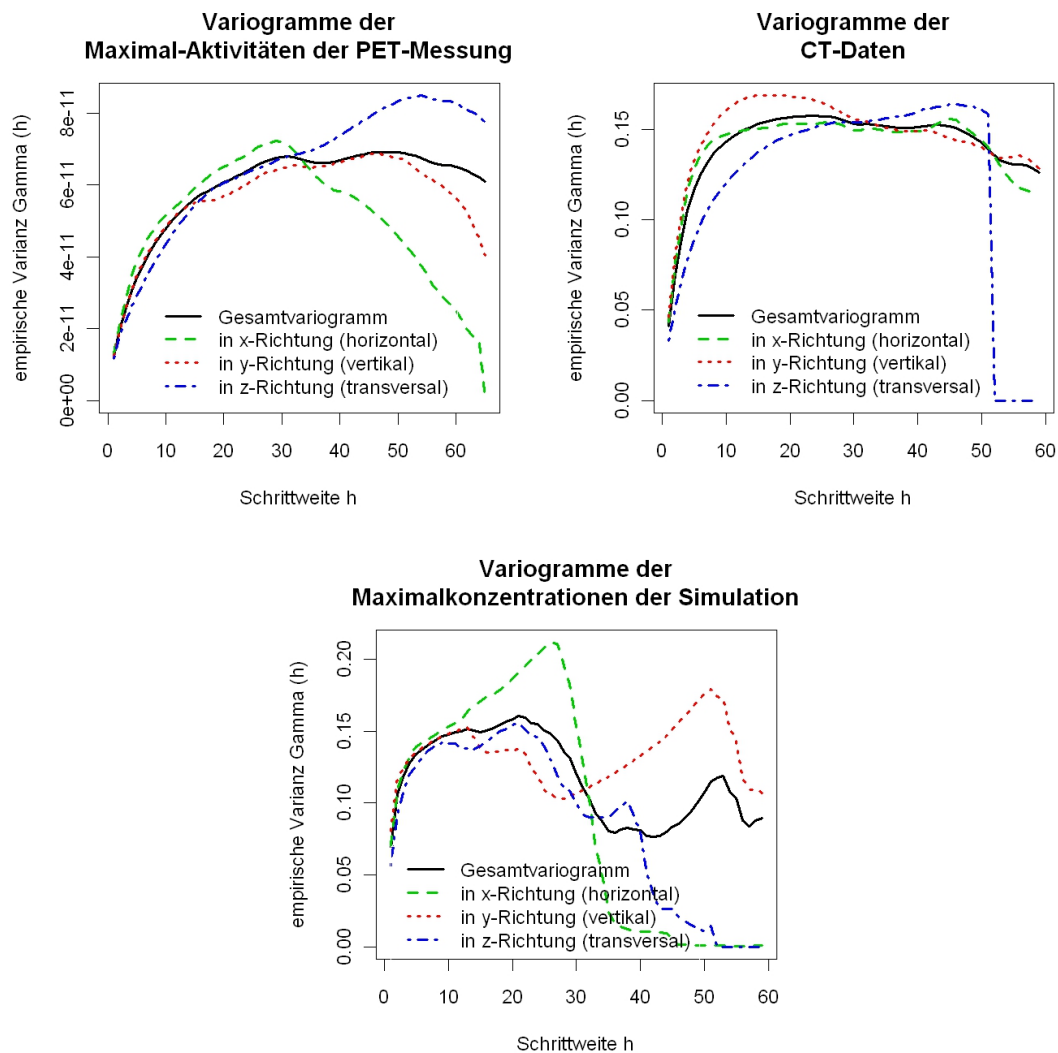 Variogramme der
Maximal-Aktivitäten der PET-Messung
empirische Varianz Gamma (h)
0e+00 2e-11 4e-11 6e-11 8e-11
Gesamtvariogramm
in x-Richtung (horizontal)
in y-Richtung (vertikal)
in z-Richtung (transversal)
0 10 20 30 40 50 60
Schrittweite h
Variogramme der
CT-Daten
empirische Varianz Gamma (h)
0.00 0.05 0.10 0.15
Gesamtvariogramm
in x-Richtung (horizontal)
in y-Richtung (vertikal)
in z-Richtung (transversal)
0 10 20 30 40 50 60
Schrittweite h
Variogramme der
Maximalkonzentrationen der Simulation
empirische Varianz Gamma (h)
0.00 0.05 0.10 0.15 0.20
Gesamtvariogramm
in x-Richtung (horizontal)
in y-Richtung (vertikal)
in z-Richtung (transversal)
0 10 20 30 40 50 60
Schrittweite h